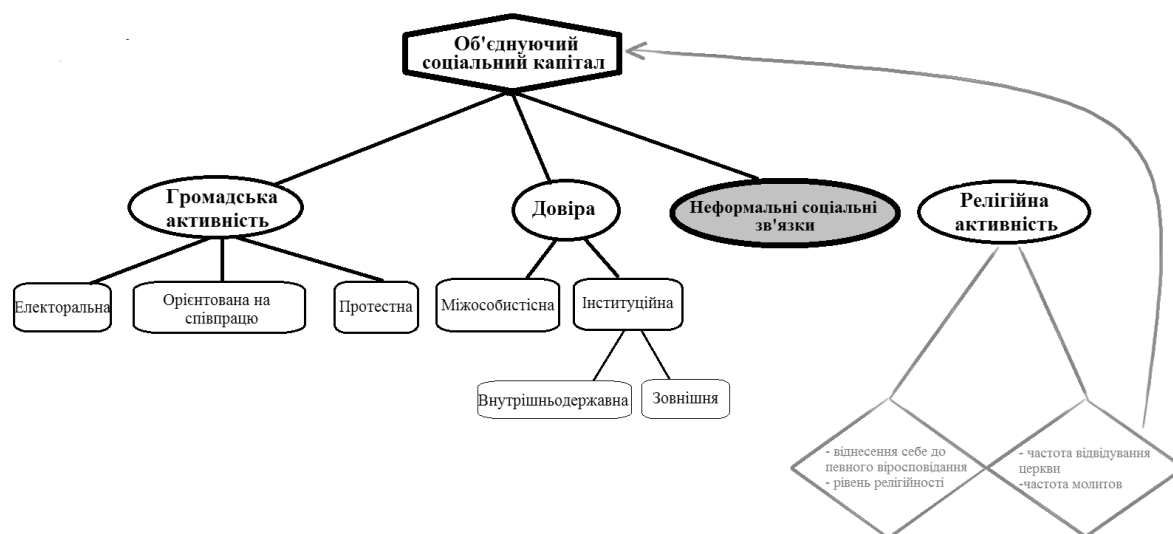 Об'єднуючий
соціальний капітал
Громадська
активність
Довіра
Неформальні соціальні
зв'язки
Релігійна
активність
Електоральна
Орієнтована на
співпрацю
Протестна
Міжособистісна
Інституційна
Внутрішньодержавна
Зовнішня
- віднесення себе до
певного віросповідання
- рівень релігійності
- частота відвідування
церкви
-частота молитов